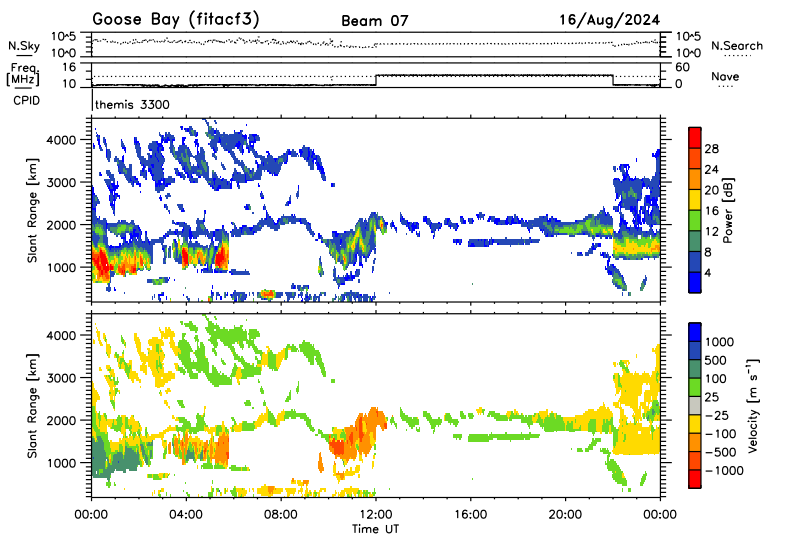 Goose Bay (fitacf3) Beam 07 16/Aug/2024
N.Sky 10^5 10^0 10^5 10^0 N.Search
Freq. [MHz] 16 10 60 0 Nave
CPID themis 3300
Slant Range [km] 4000 3000 2000 1000
Power [dB] 28 24 20 16 12 8 4
Slant Range [km] 4000 3000 2000 1000
Velocity [m s⁻¹] 1000 500 100 25 −25 −100 −500 −1000
00:00 04:00 08:00 12:00 16:00 20:00 00:00
Time UT